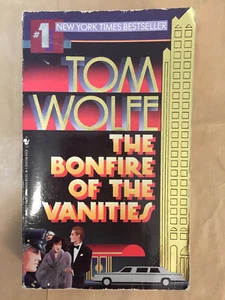 #1 NEW YORK TIMES BESTSELLER
TOM
WOLFE
THE
BONFIRE
OF THE
VANITIES